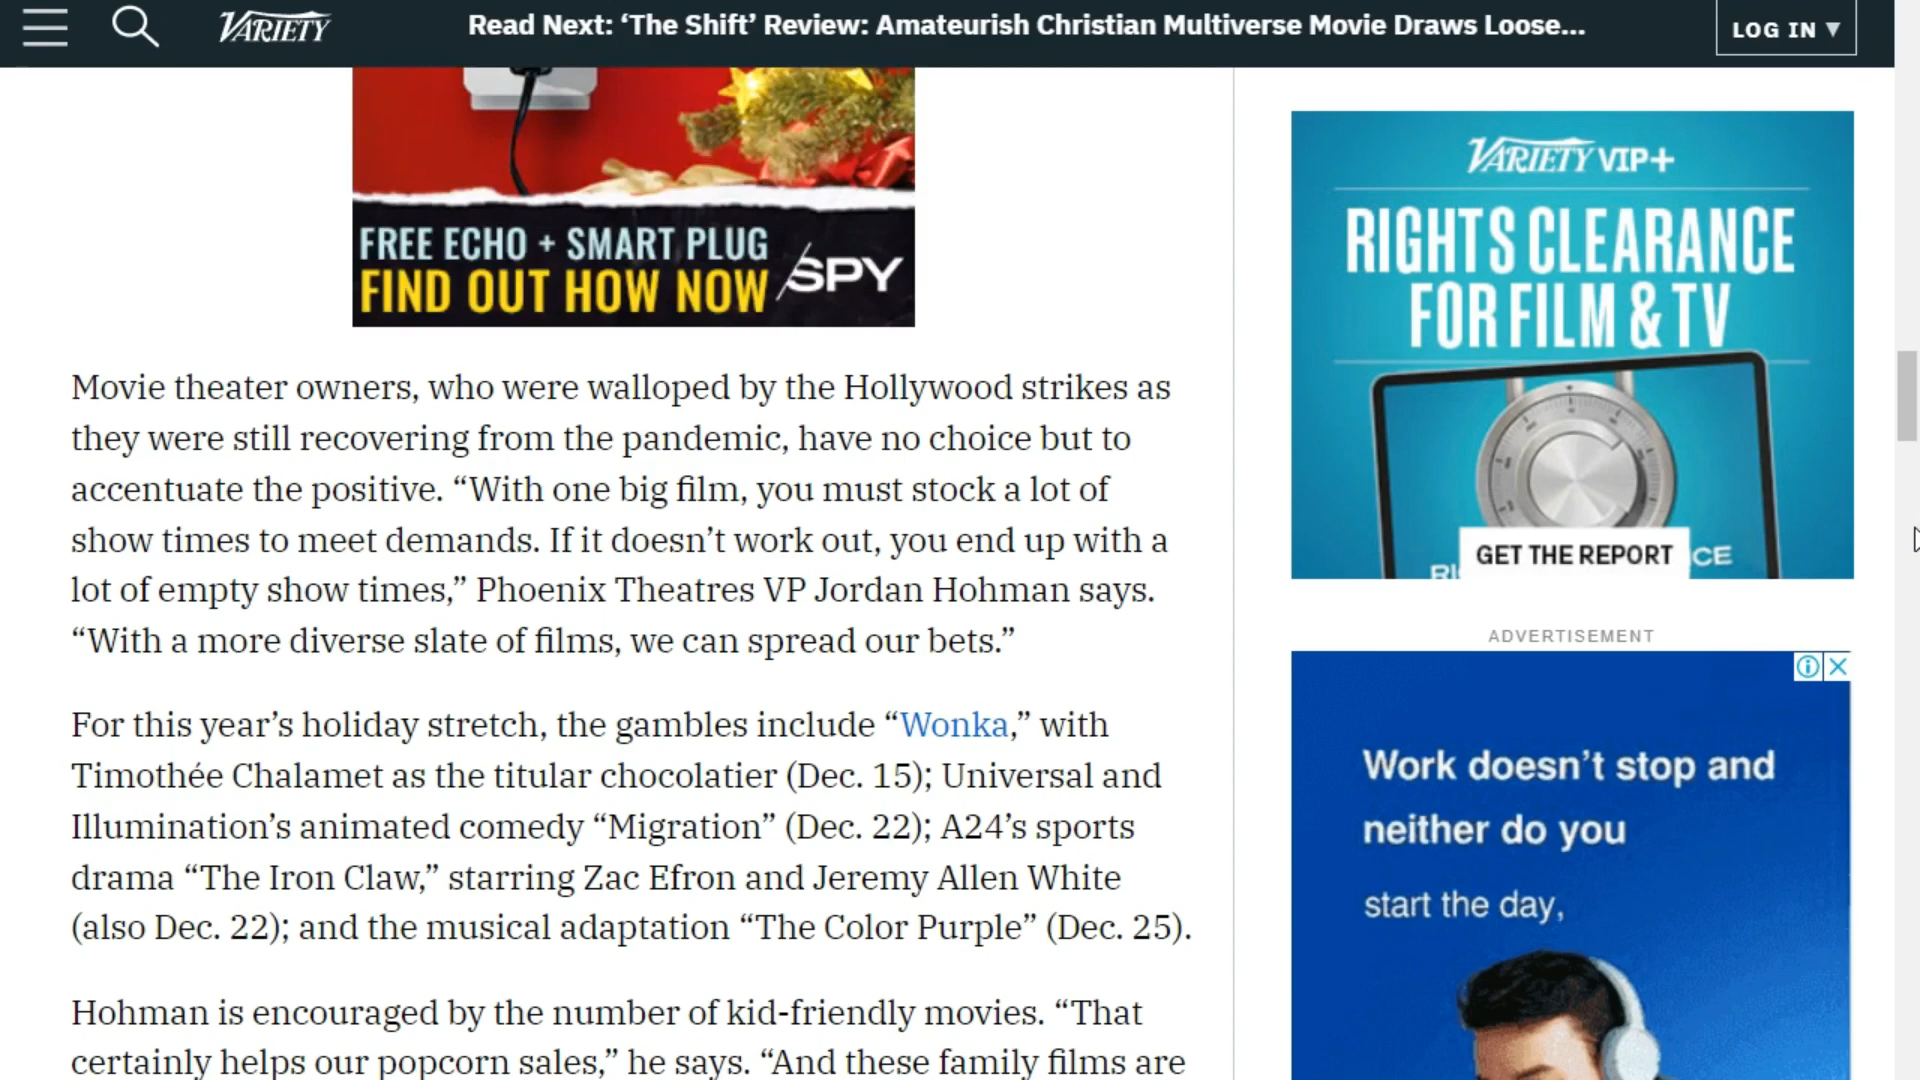 VARIETY
Read Next: ‘The Shift’ Review: Amateurish Christian Multiverse Movie Draws Loose...
LOG IN ▼
FREE ECHO + SMART PLUG
FIND OUT HOW NOW
SPY
Movie theater owners, who were walloped by the Hollywood strikes as
they were still recovering from the pandemic, have no choice but to
accentuate the positive. “With one big film, you must stock a lot of
show times to meet demands. If it doesn’t work out, you end up with a
lot of empty show times,” Phoenix Theatres VP Jordan Hohman says.
“With a more diverse slate of films, we can spread our bets.”
For this year’s holiday stretch, the gambles include “Wonka,” with
Timothée Chalamet as the titular chocolatier (Dec. 15); Universal and
Illumination’s animated comedy “Migration” (Dec. 22); A24’s sports
drama “The Iron Claw,” starring Zac Efron and Jeremy Allen White
(also Dec. 22); and the musical adaptation “The Color Purple” (Dec. 25).
Hohman is encouraged by the number of kid-friendly movies. “That
certainly helps our popcorn sales,” he says. “And these family films are
VARIETY VIP+
RIGHTS CLEARANCE
FOR FILM & TV
GET THE REPORT
ADVERTISEMENT
Work doesn’t stop and
neither do you
start the day,